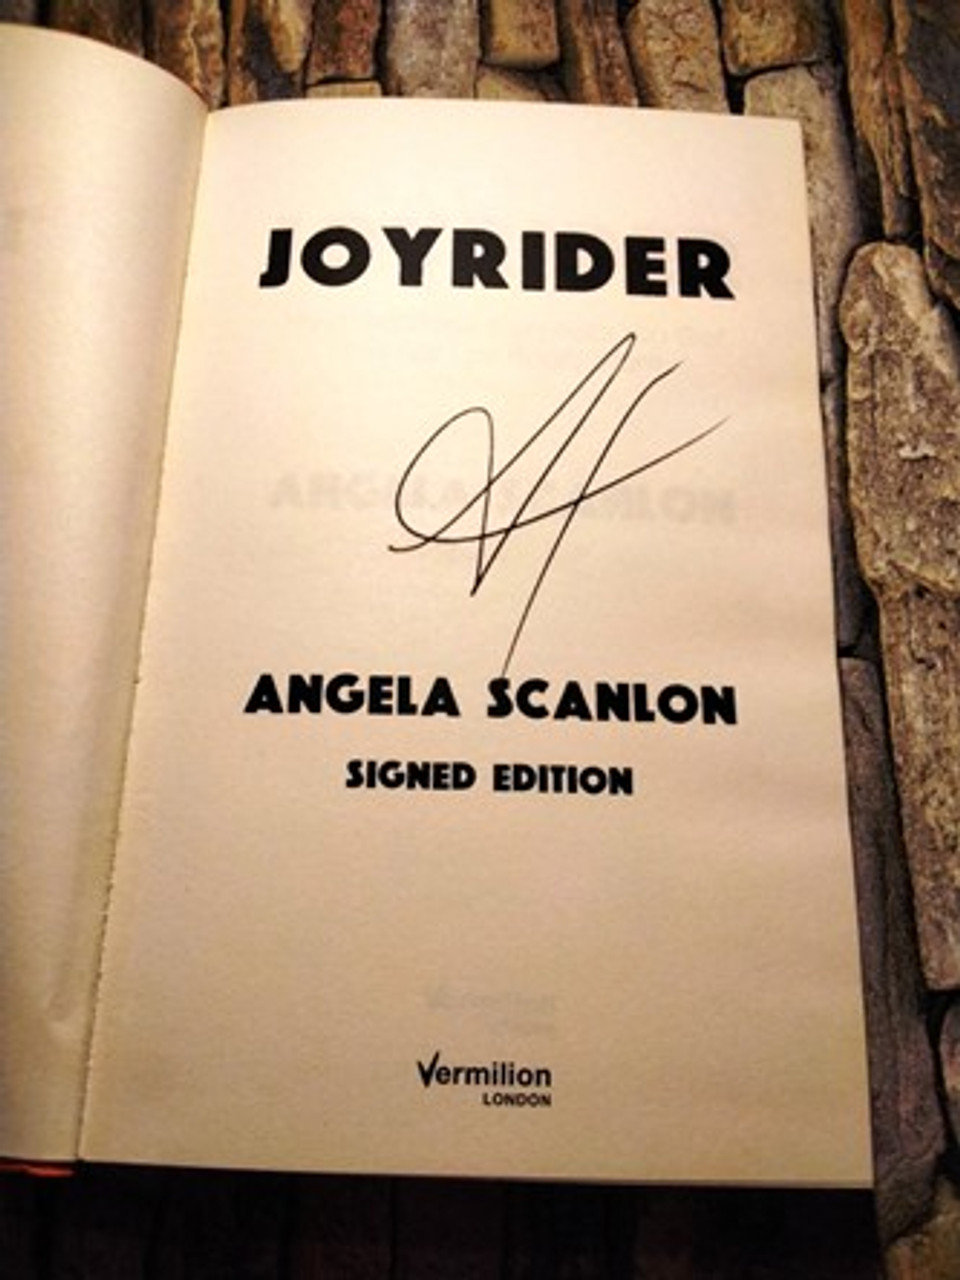 JOYRIDER
ANGELA SCANLON
SIGNED EDITION
Vermilion
LONDON